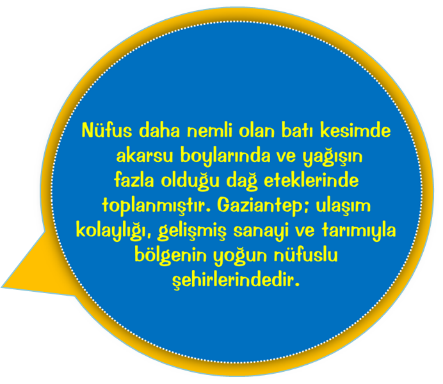 Nüfus daha nemli olan batı kesimde
akarsu boylarında ve yağışın
fazla olduğu dağ eteklerinde
toplanmıştır. Gaziantep; ulaşım
kolaylığı, gelişmiş sanayi ve tarımıyla
bölgenin yoğun nüfuslu
şehirlerindedir.